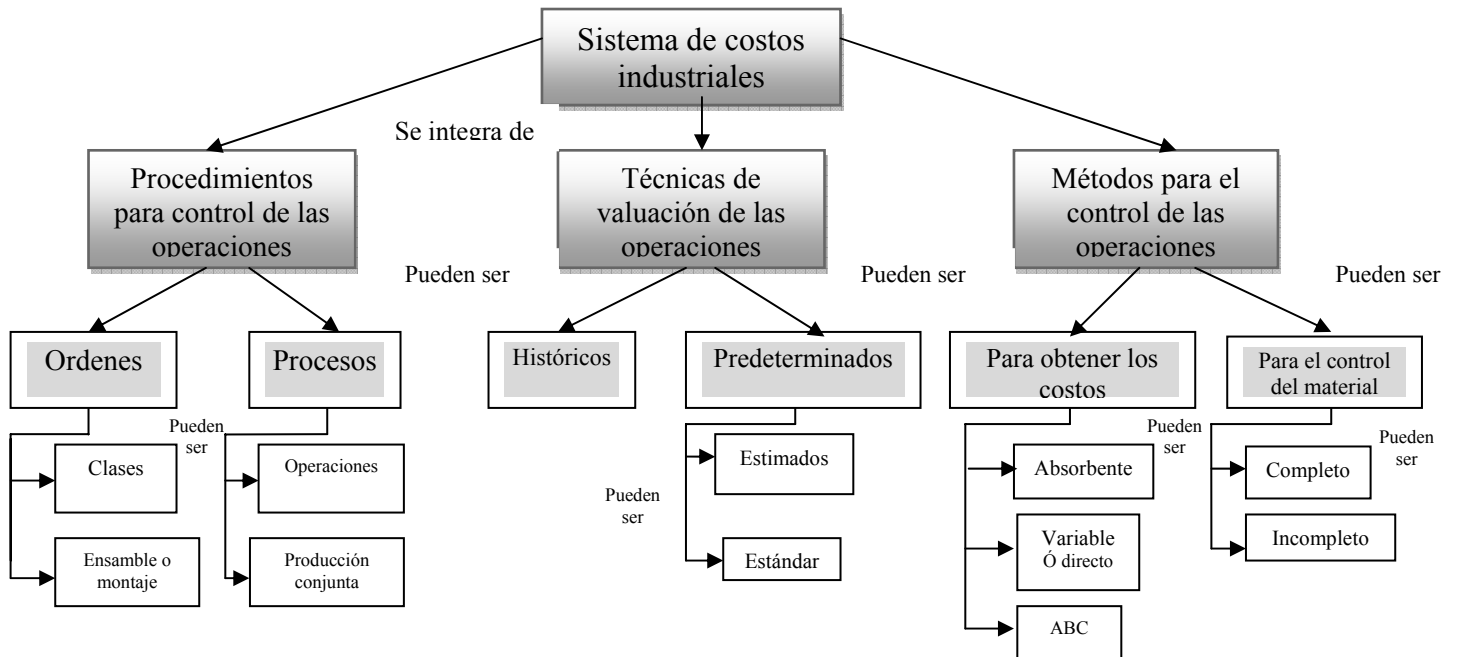 Sistema de costos
industriales
Se integra de
Procedimientos
para control de las
operaciones
Técnicas de
valuación de las
operaciones
Métodos para el
control de las
operaciones
Pueden ser
Pueden ser
Pueden ser
Ordenes
Procesos
Históricos
Predeterminados
Para obtener los
costos
Para el control
del material
Pueden
ser
Clases
Ensamble o
montaje
Operaciones
Producción
conjunta
Pueden
ser
Estimados
Estándar
Pueden
ser
Absorbente
Variable
Ó directo
ABC
Pueden
ser
Completo
Incompleto